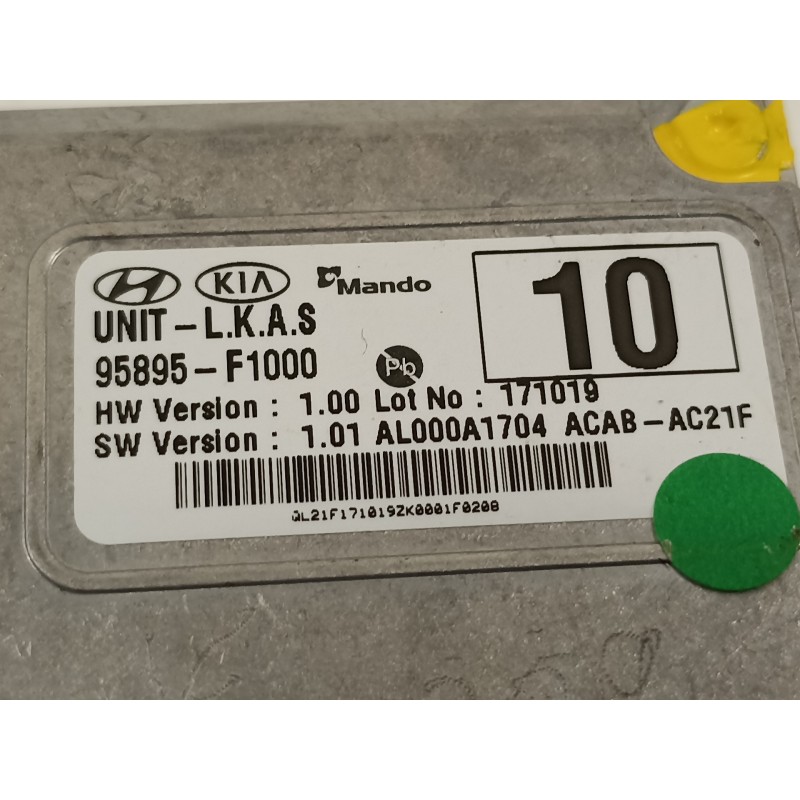 KIA Mando
10
UNIT-L.K.A.S
95895-F1000
Pb
HW Version : 1.00 Lot No : 171019
SW Version : 1.01 AL000A1704 ACAB-AC21F
QL21F171019ZK0001F0208